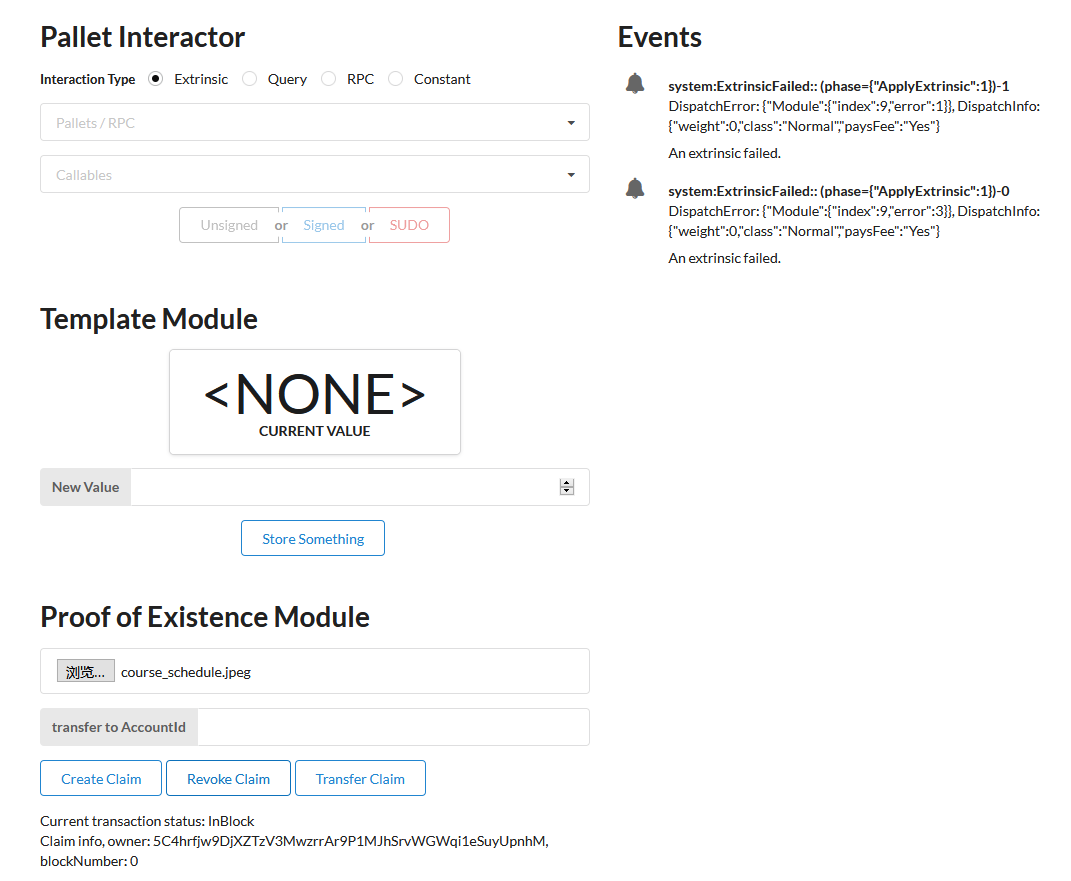 Pallet Interactor
Interaction Type Extrinsic Query RPC Constant
Pallets / RPC
Callables
Unsigned or Signed or SUDO
Template Module
<NONE>
CURRENT VALUE
New Value
Store Something
Proof of Existence Module
浏览... course_schedule.jpeg
transfer to AccountId
Create Claim Revoke Claim Transfer Claim
Current transaction status: InBlock
Claim info, owner: 5C4hrfjw9DjXZTzV3MwzrrAr9P1MJhSrvWGWqi1eSuyUpnhM,
blockNumber: 0
Events
system:ExtrinsicFailed:: (phase={"ApplyExtrinsic":1})-1
DispatchError: {"Module":{"index":9,"error":1}}, DispatchInfo:
{"weight":0,"class":"Normal","paysFee":"Yes"}
An extrinsic failed.
system:ExtrinsicFailed:: (phase={"ApplyExtrinsic":1})-0
DispatchError: {"Module":{"index":9,"error":3}}, DispatchInfo:
{"weight":0,"class":"Normal","paysFee":"Yes"}
An extrinsic failed.